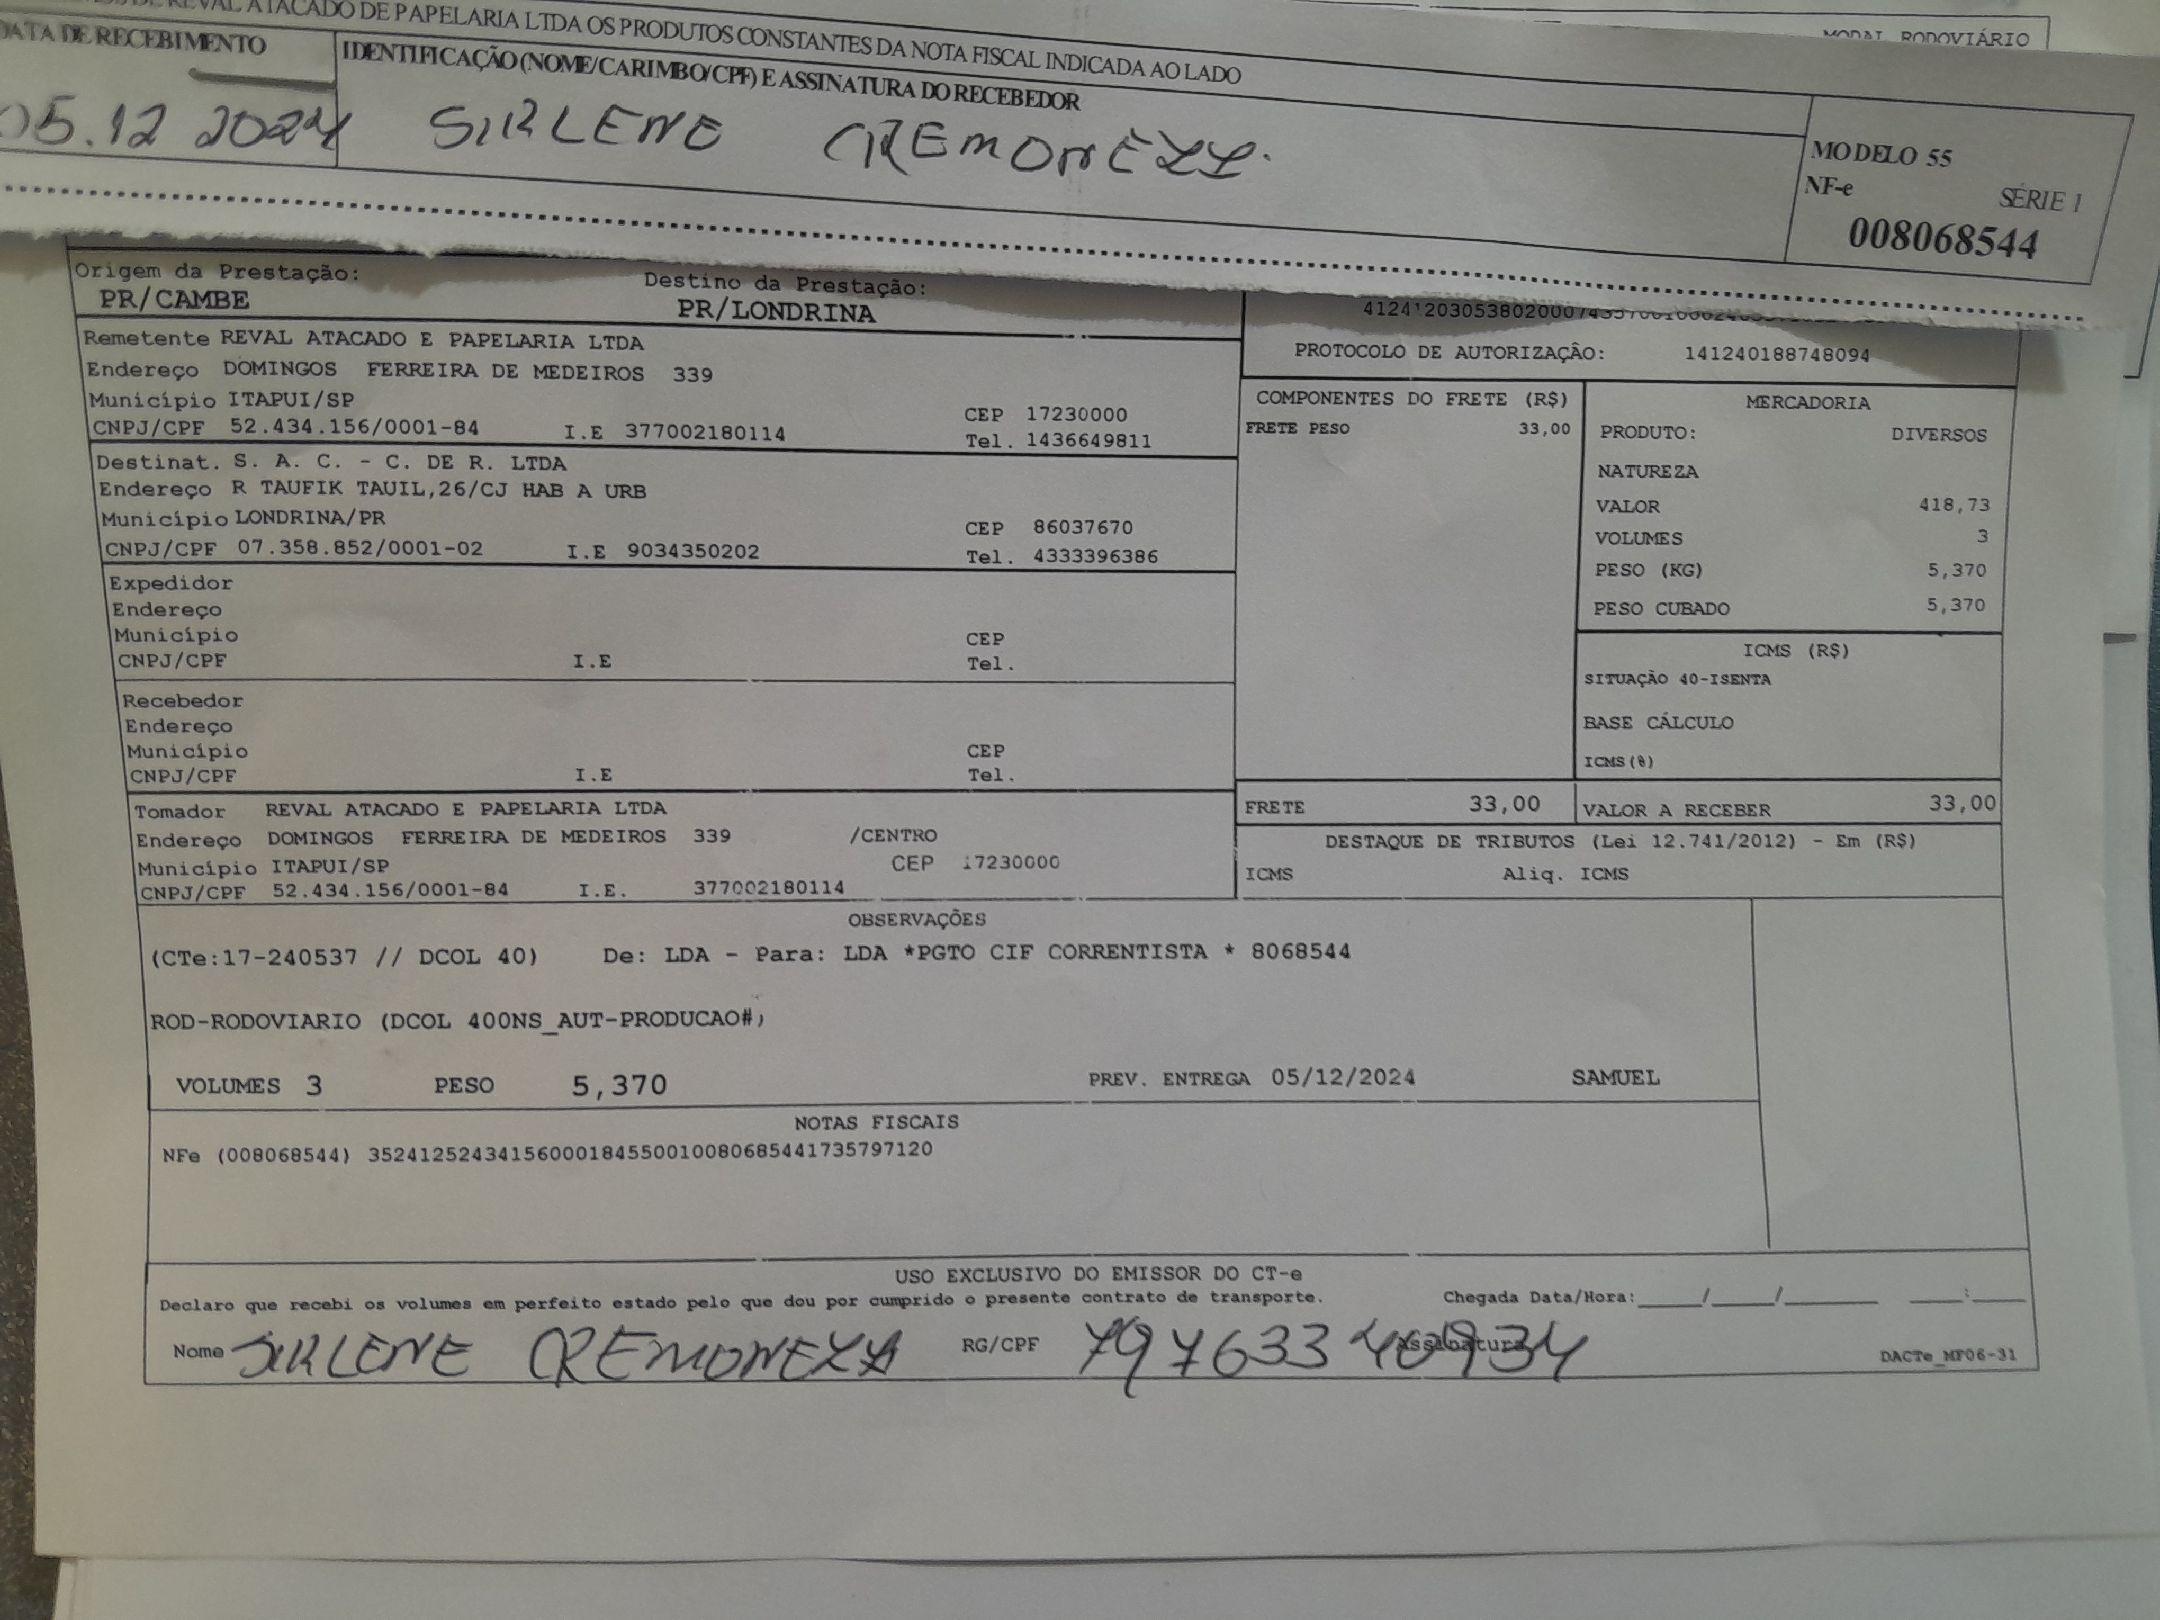 DE REVAL ATACADO DE PAPELARIA LTDA OS PRODUTOS CONSTANTES DA NOTA FISCAL INDICADA AO LADO
MODAL RODOVIÁRIO
DATA DE RECEBIMENTO
IDENTIFICAÇÃO (NOME/CARIMBO/CPF) E ASSINATURA DO RECEBEDOR
05.12 2024 SIRLENE CREMONEZI.
MODELO 55
NF-e SÉRIE 1
008068544
Origem da Prestação: Destino da Prestação:
PR/CAMBE PR/LONDRINA
PROTOCOLO DE AUTORIZAÇÃO: 141240188748094
Remetente REVAL ATACADO E PAPELARIA LTDA
Endereço DOMINGOS FERREIRA DE MEDEIROS 339
Município ITAPUI/SP CEP 17230000
CNPJ/CPF 52.434.156/0001-84 I.E 377002180114 Tel. 1436649811
Destinat. S. A. C. - C. DE R. LTDA
Endereço R TAUFIK TAUIL,26/CJ HAB A URB
Município LONDRINA/PR CEP 86037670
CNPJ/CPF 07.358.852/0001-02 I.E 9034350202 Tel. 4333396386
Expedidor
Endereço
Município CEP
CNPJ/CPF I.E Tel.
Recebedor
Endereço
Município CEP
CNPJ/CPF I.E Tel.
Tomador REVAL ATACADO E PAPELARIA LTDA
Endereço DOMINGOS FERREIRA DE MEDEIROS 339 /CENTRO
Município ITAPUI/SP CEP 17230000
CNPJ/CPF 52.434.156/0001-84 I.E. 377002180114
COMPONENTES DO FRETE (R$)
FRETE PESO 33,00
MERCADORIA
PRODUTO: DIVERSOS
NATUREZA
VALOR 418,73
VOLUMES 3
PESO (KG) 5,370
PESO CUBADO 5,370
ICMS (R$)
SITUAÇÃO 40-ISENTA
BASE CÁLCULO
ICMS(%)
FRETE 33,00 VALOR A RECEBER 33,00
DESTAQUE DE TRIBUTOS (Lei 12.741/2012) - Em (R$)
ICMS Aliq. ICMS
OBSERVAÇÕES
(CTe:17-240537 // DCOL 40) De: LDA - Para: LDA *PGTO CIF CORRENTISTA * 8068544
ROD-RODOVIARIO (DCOL 400NS_AUT-PRODUCAO#)
VOLUMES 3 PESO 5,370 PREV. ENTREGA 05/12/2024 SAMUEL
NOTAS FISCAIS
NFe (008068544) 35241252434156000184550010080685441735797120
USO EXCLUSIVO DO EMISSOR DO CT-e
Declaro que recebi os volumes em perfeito estado pelo que dou por cumprido o presente contrato de transporte. Chegada Data/Hora:____/____/______ ____:____
Nome SIRLENE CREMONEZI RG/CPF 79763340934 Assinatura DACTe_MF06-31